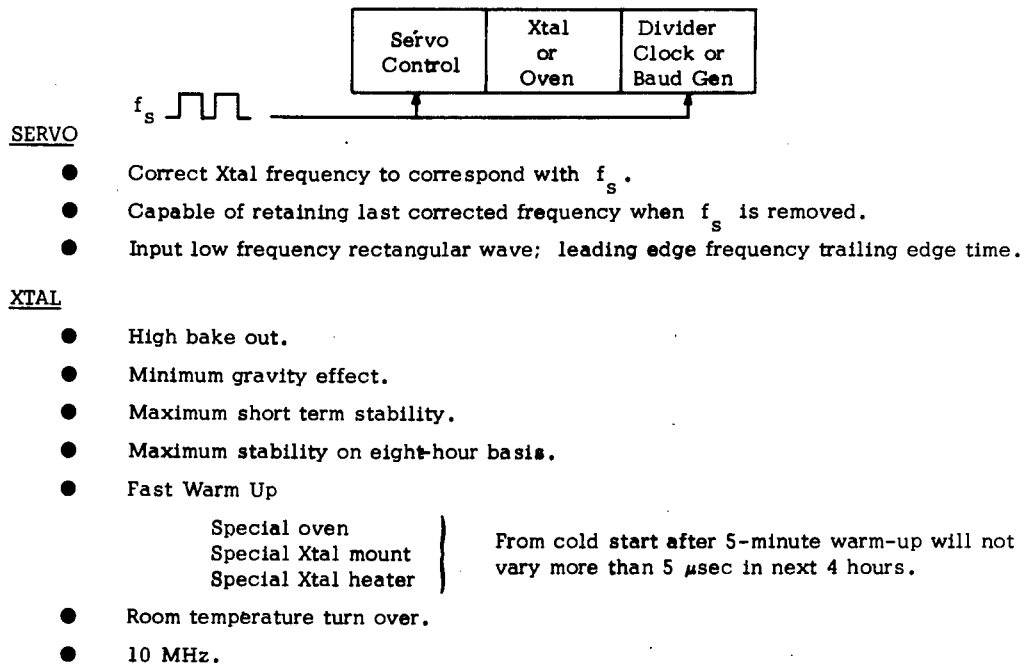 Servo
Control
Xtal
or
Oven
Divider
Clock or
Baud Gen
fs
SERVO
● Correct Xtal frequency to correspond with fs.
● Capable of retaining last corrected frequency when fs is removed.
● Input low frequency rectangular wave; leading edge frequency trailing edge time.
XTAL
● High bake out.
● Minimum gravity effect.
● Maximum short term stability.
● Maximum stability on eight-hour basis.
● Fast Warm Up
Special oven
Special Xtal mount
Special Xtal heater
From cold start after 5-minute warm-up will not
vary more than 5 μsec in next 4 hours.
● Room temperature turn over.
● 10 MHz.